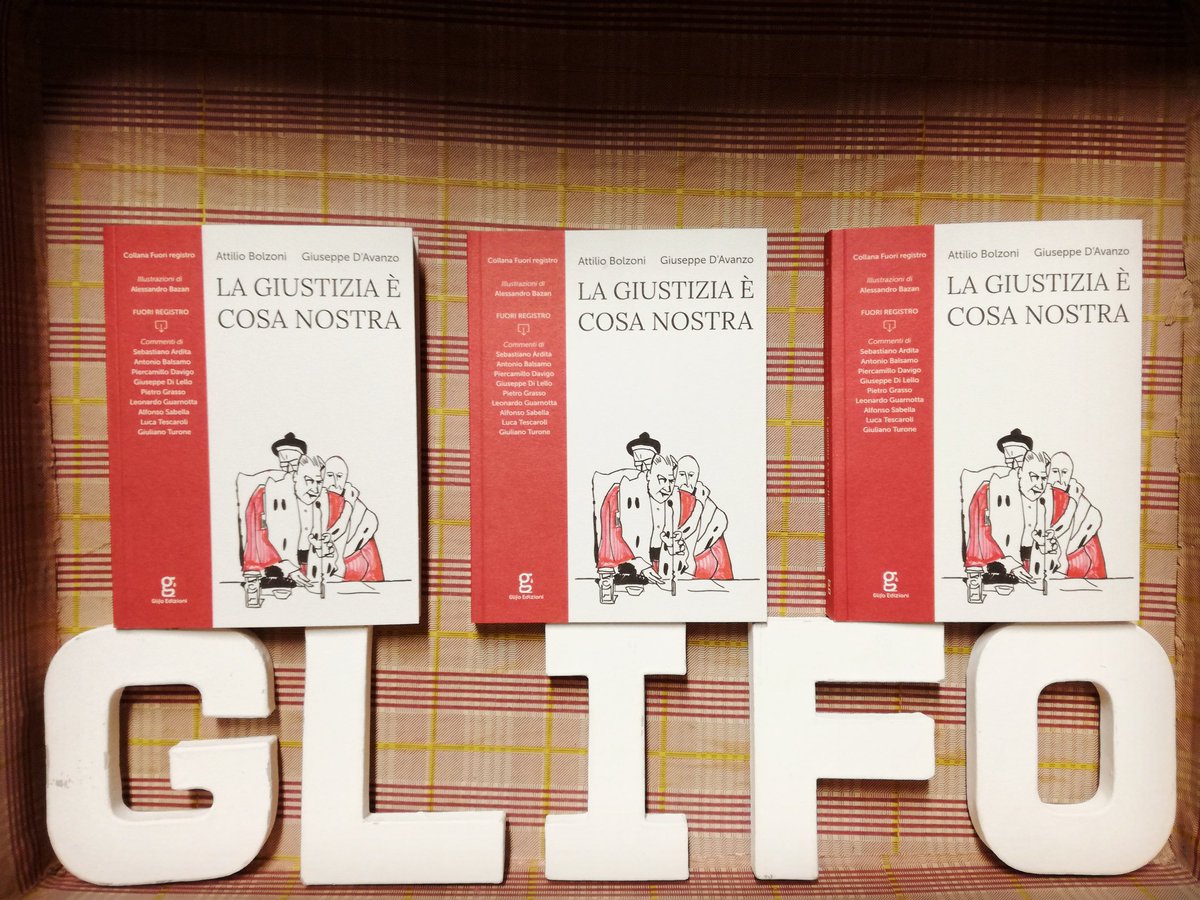 Collana Fuori registro
Illustrazioni di
Alessandro Bazan
FUORI REGISTRO
Commenti di
Sebastiano Ardita
Antonio Balsamo
Piercamillo Davigo
Giuseppe Di Lello
Pietro Grasso
Leonardo Guarnotta
Alfonso Sabella
Luca Tescaroli
Giuliano Turone
g
Glifo Edizioni
Attilio Bolzoni Giuseppe D'Avanzo
LA GIUSTIZIA È
COSA NOSTRA
Collana Fuori registro
Illustrazioni di
Alessandro Bazan
FUORI REGISTRO
Commenti di
Sebastiano Ardita
Antonio Balsamo
Piercamillo Davigo
Giuseppe Di Lello
Pietro Grasso
Leonardo Guarnotta
Alfonso Sabella
Luca Tescaroli
Giuliano Turone
g
Glifo Edizioni
Attilio Bolzoni Giuseppe D'Avanzo
LA GIUSTIZIA È
COSA NOSTRA
Collana Fuori registro
Illustrazioni di
Alessandro Bazan
FUORI REGISTRO
Commenti di
Sebastiano Ardita
Antonio Balsamo
Piercamillo Davigo
Giuseppe Di Lello
Pietro Grasso
Leonardo Guarnotta
Alfonso Sabella
Luca Tescaroli
Giuliano Turone
g
Glifo Edizioni
Attilio Bolzoni Giuseppe D'Avanzo
LA GIUSTIZIA È
COSA NOSTRA
GLIFO